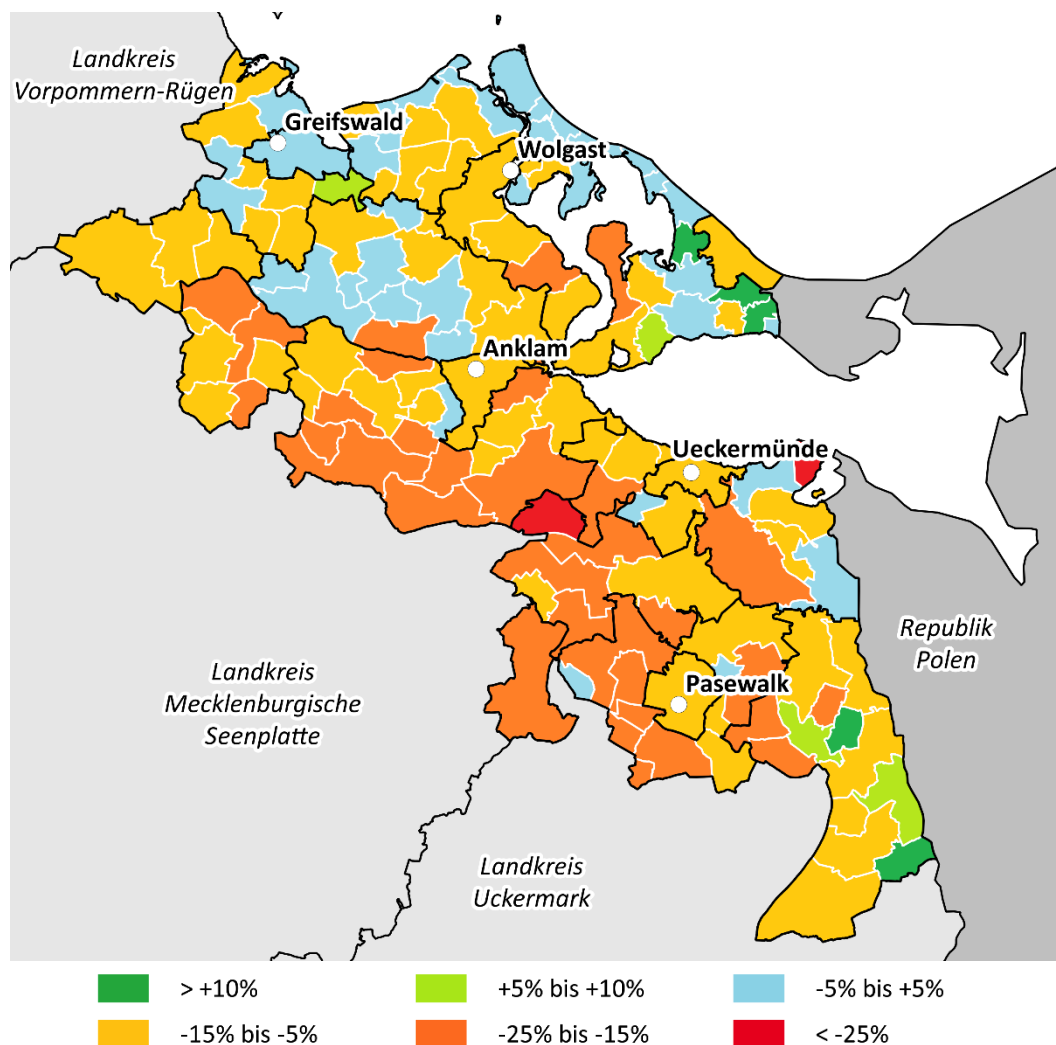 Landkreis
Vorpommern-Rügen
Greifswald
Wolgast
Anklam
Ueckermünde
Republik
Polen
Landkreis
Mecklenburgische
Seenplatte
Pasewalk
Landkreis
Uckermark
> +10%
+5% bis +10%
-5% bis +5%
-15% bis -5%
-25% bis -15%
< -25%